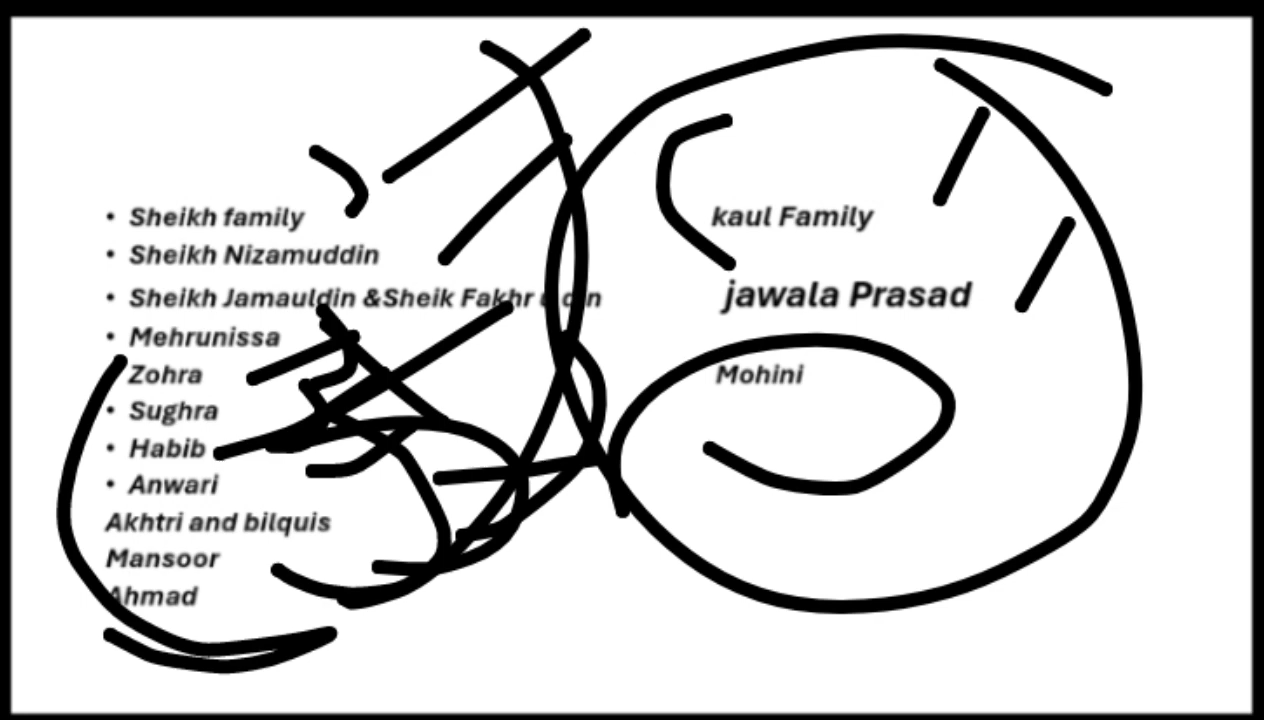 • Sheikh family
• Sheikh Nizamuddin
• Sheikh Jamauldin &Sheik Fakhr u din
• Mehrunissa
Zohra
• Sughra
• Habib
• Anwari
Akhtri and bilquis
Mansoor
Ahmad
kaul Family
jawala Prasad
Mohini